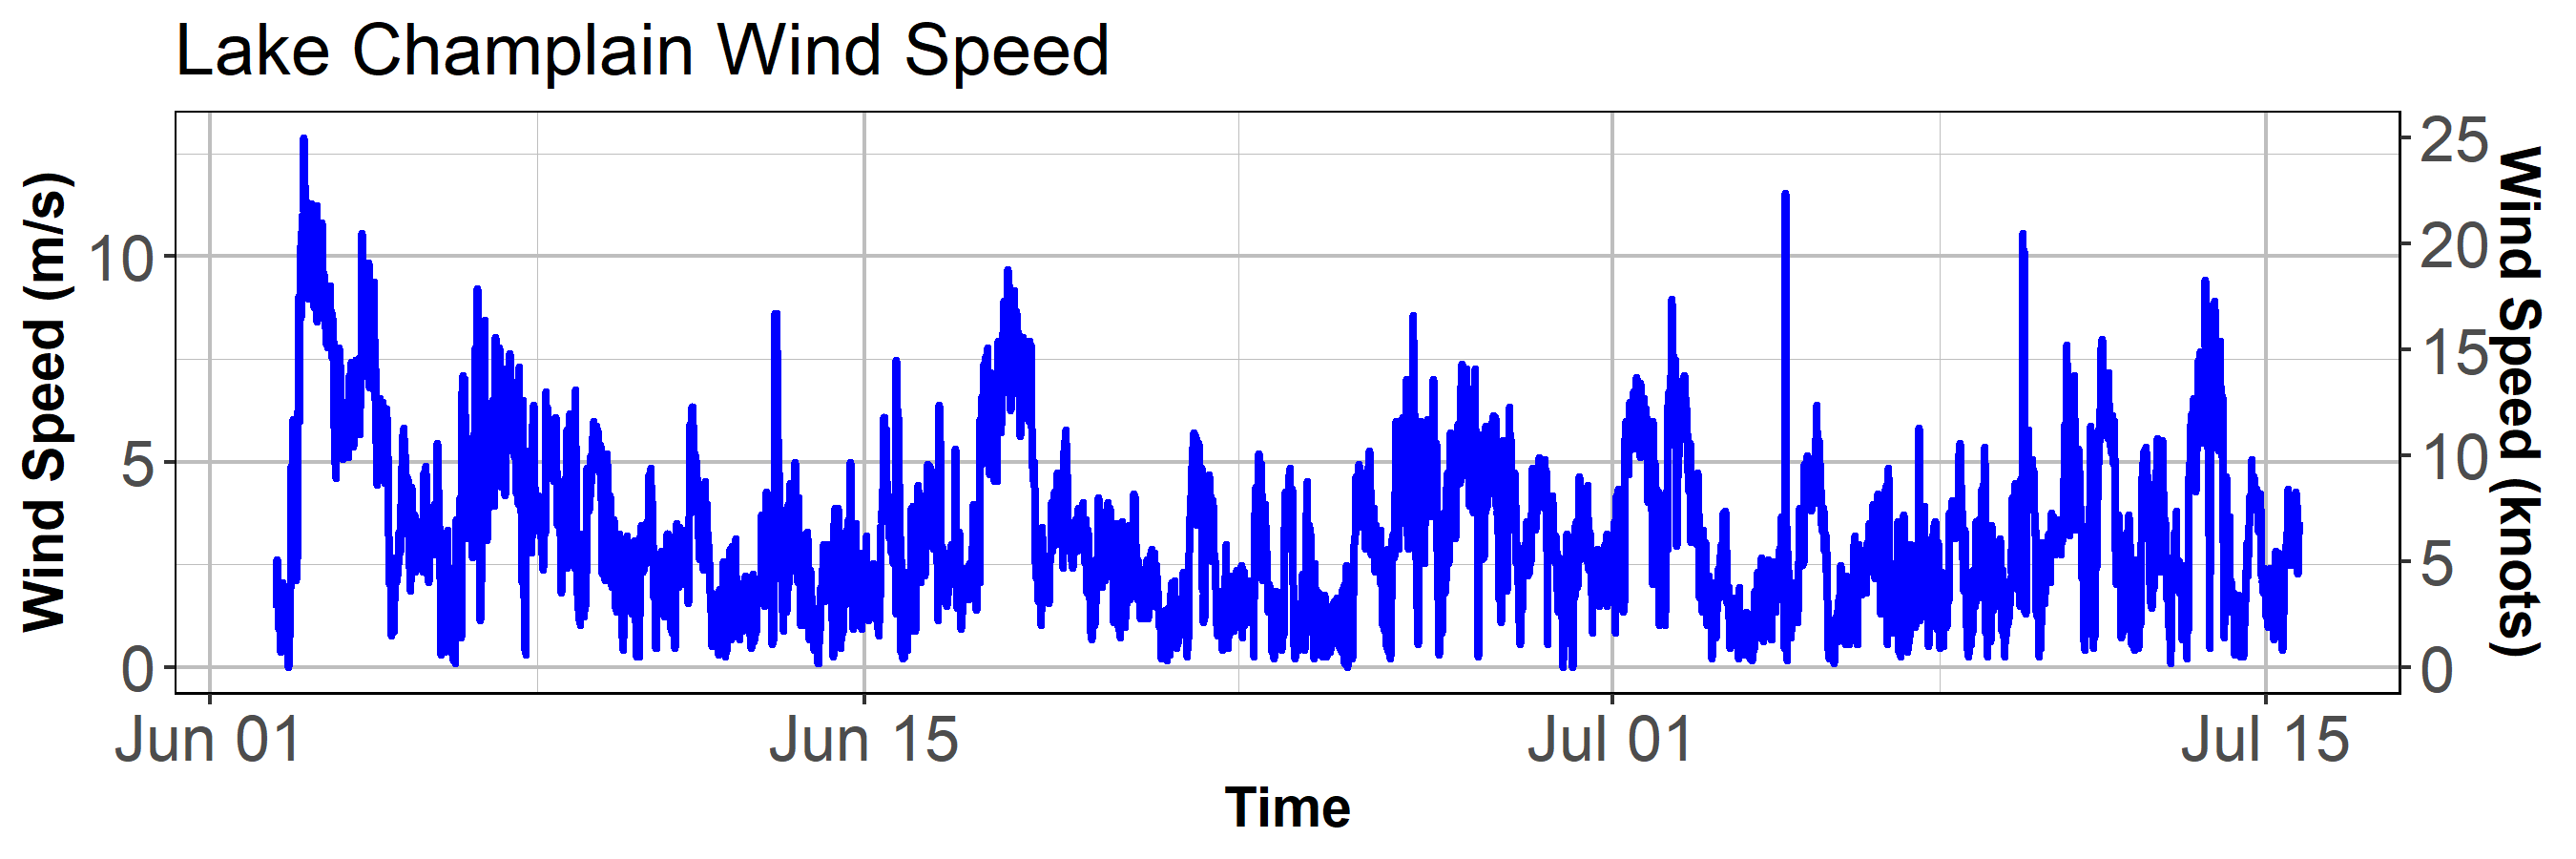 Lake Champlain Wind Speed
Wind Speed (m/s)
10
5
0
25
20
15
10
5
0
Wind Speed (knots)
Jun 01
Jun 15
Jul 01
Jul 15
Time